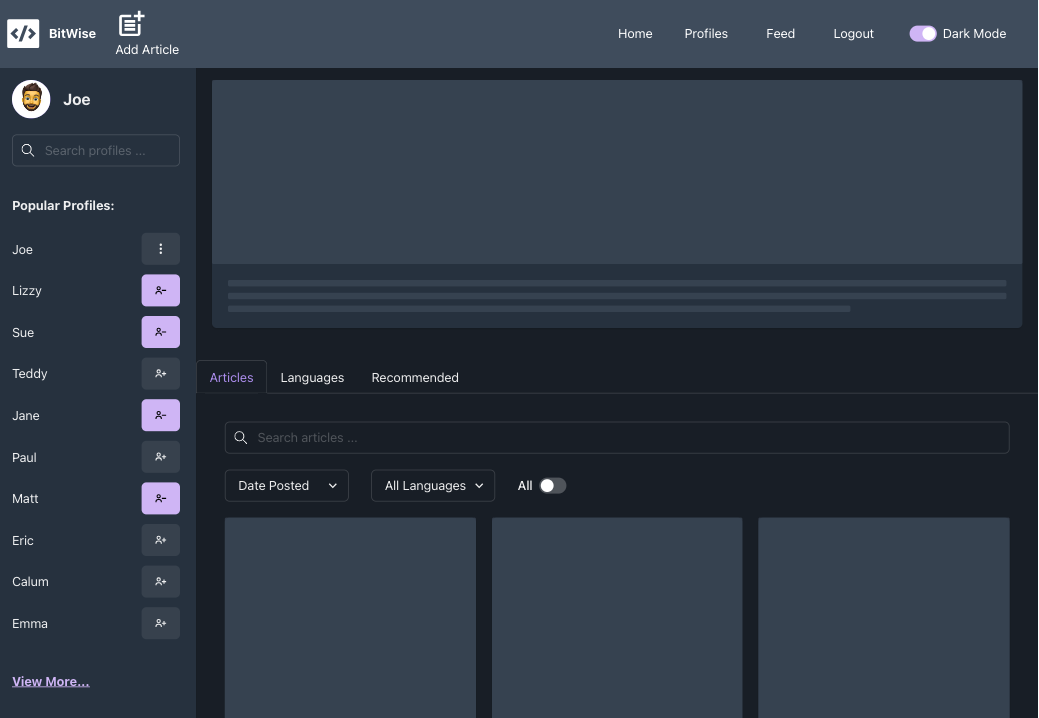 BitWise
Add Article
Home
Profiles
Feed
Logout
Dark Mode
Joe
Search profiles ...
Popular Profiles:
Joe
Lizzy
Sue
Teddy
Jane
Paul
Matt
Eric
Calum
Emma
View More...
Articles
Languages
Recommended
Search articles ...
Date Posted
All Languages
All